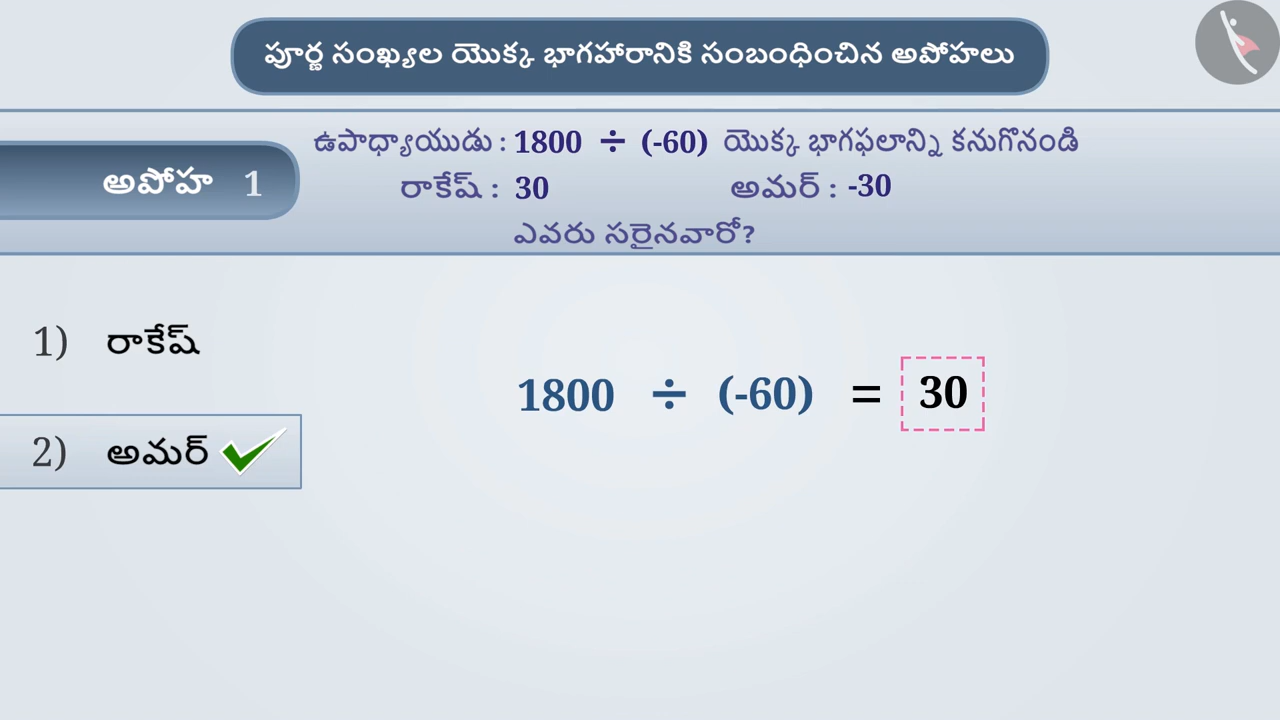 పూర్ణ సంఖ్యల యొక్క భాగహారానికి సంబంధించిన అపోహలు
అపోహ 1
ఉపాధ్యాయుడు : 1800 ÷ (-60) యొక్క భాగఫలాన్ని కనుగొనండి
రాకేష్ : 30 అమర్ : -30
ఎవరు సరైనవారో?
1) రాకేష్
1800 ÷ (-60) = 30
2) అమర్